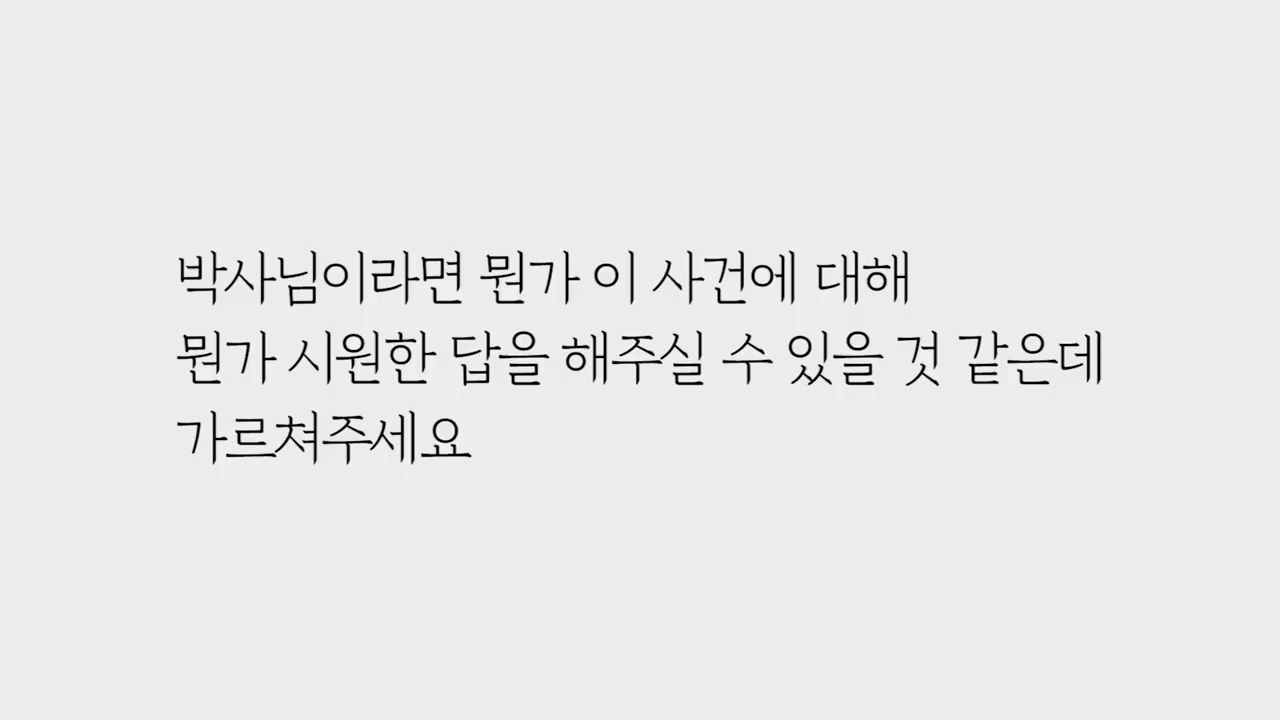 박사님이라면 뭔가 이 사건에 대해
뭔가 시원한 답을 해주실 수 있을 것 같은데
가르쳐주세요